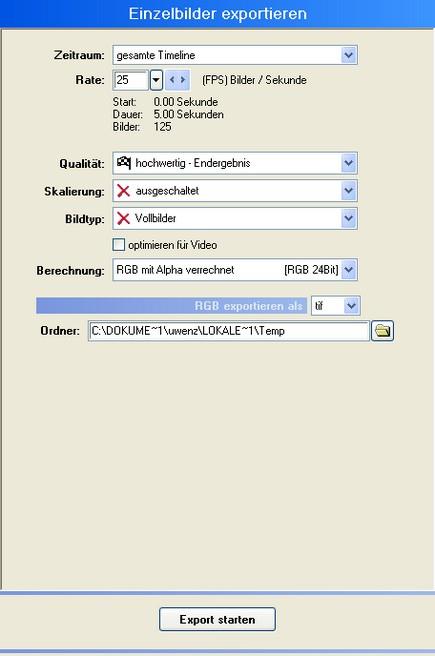 Einzelbilder exportieren
Zeitraum: gesamte Timeline
Rate: 25 (FPS) Bilder / Sekunde
Start: 0.00 Sekunde
Dauer: 5.00 Sekunden
Bilder: 125
Qualität: hochwertig - Endergebnis
Skalierung: ausgeschaltet
Bildtyp: Vollbilder
optimieren für Video
Berechnung: RGB mit Alpha verrechnet [RGB 24Bit]
RGB exportieren als tif
Ordner: C:\DOKUME~1\uwenz\LOKALE~1\Temp
Export starten